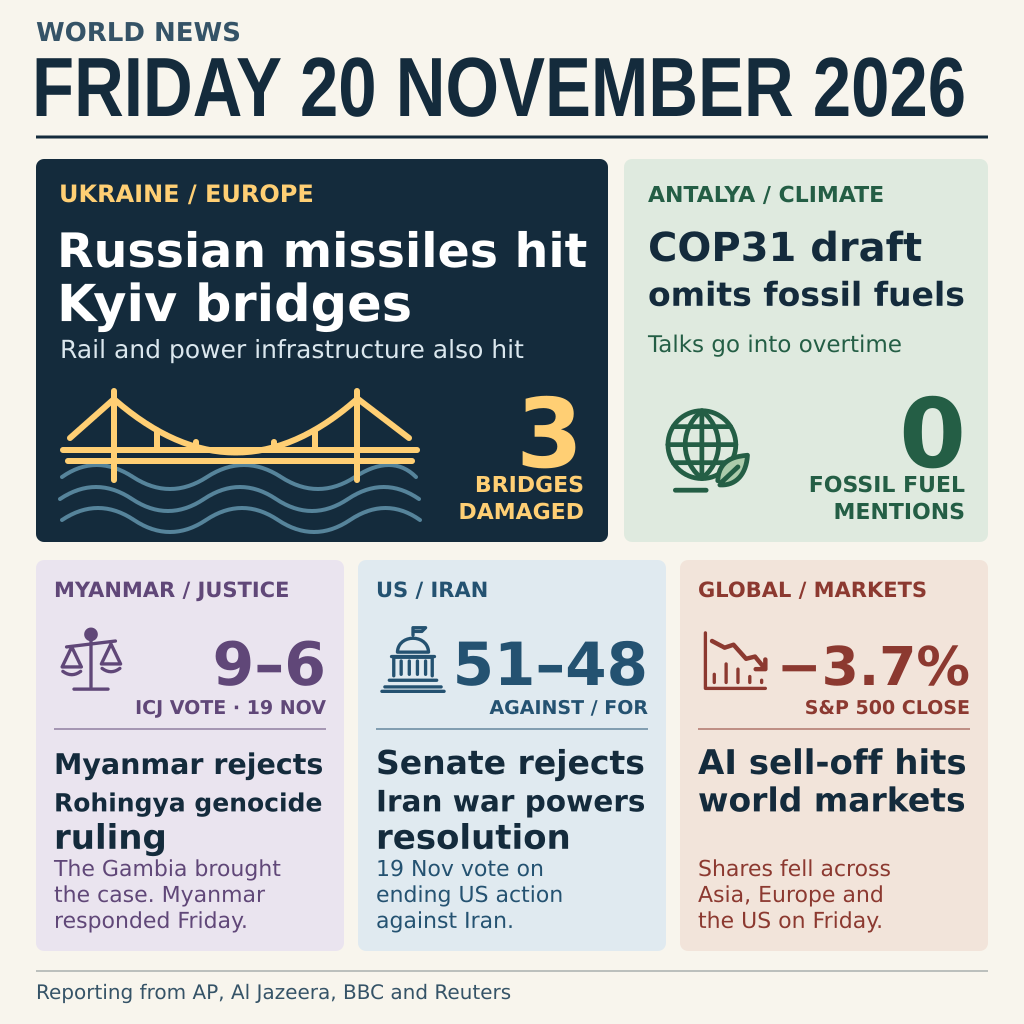 WORLD NEWS
FRIDAY 20 NOVEMBER 2026
UKRAINE / EUROPE
Russian missiles hit
Kyiv bridges
Rail and power infrastructure also hit
3
BRIDGES
DAMAGED
ANTALYA / CLIMATE
COP31 draft
omits fossil fuels
Talks go into overtime
0
FOSSIL FUEL
MENTIONS
MYANMAR / JUSTICE
9–6
ICJ VOTE · 19 NOV
Myanmar rejects
Rohingya genocide
ruling
The Gambia brought
the case. Myanmar
responded Friday.
US / IRAN
51–48
AGAINST / FOR
Senate rejects
Iran war powers
resolution
19 Nov vote on
ending US action
against Iran.
GLOBAL / MARKETS
−3.7%
S&P 500 CLOSE
AI sell-off hits
world markets
Shares fell across
Asia, Europe and
the US on Friday.
Reporting from AP, Al Jazeera, BBC and Reuters